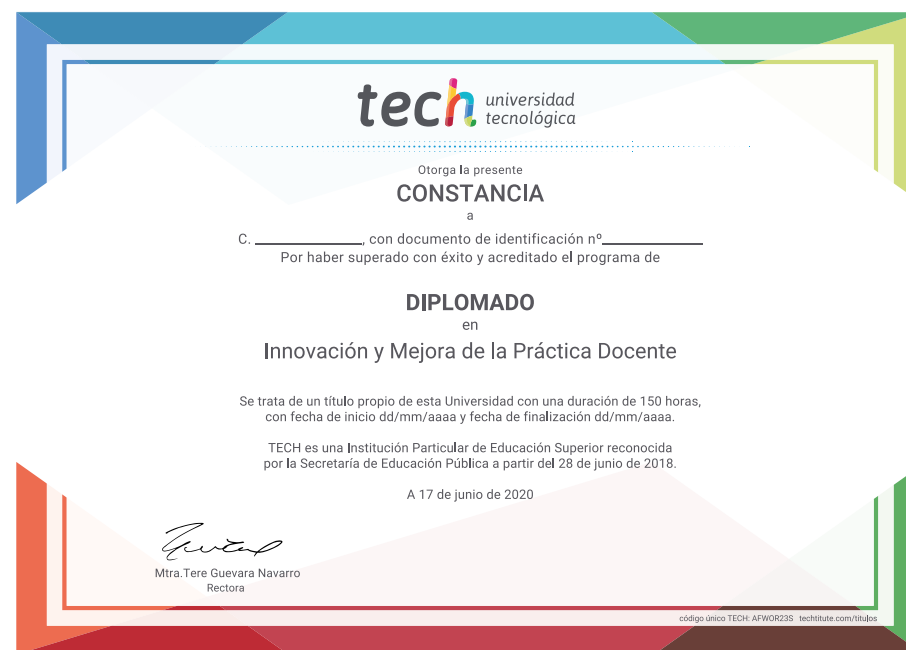 tech universidad
tecnológica
Otorga la presente
CONSTANCIA
a
C. ____________, con documento de identificación nº____________
Por haber superado con éxito y acreditado el programa de
DIPLOMADO
en
Innovación y Mejora de la Práctica Docente
Se trata de un título propio de esta Universidad con una duración de 150 horas,
con fecha de inicio dd/mm/aaaa y fecha de finalización dd/mm/aaaa.
TECH es una Institución Particular de Educación Superior reconocida
por la Secretaría de Educación Pública a partir del 28 de junio de 2018.
A 17 de junio de 2020
Mtra.Tere Guevara Navarro
Rectora
código único TECH: AFWOR23S techtitute.com/titulos